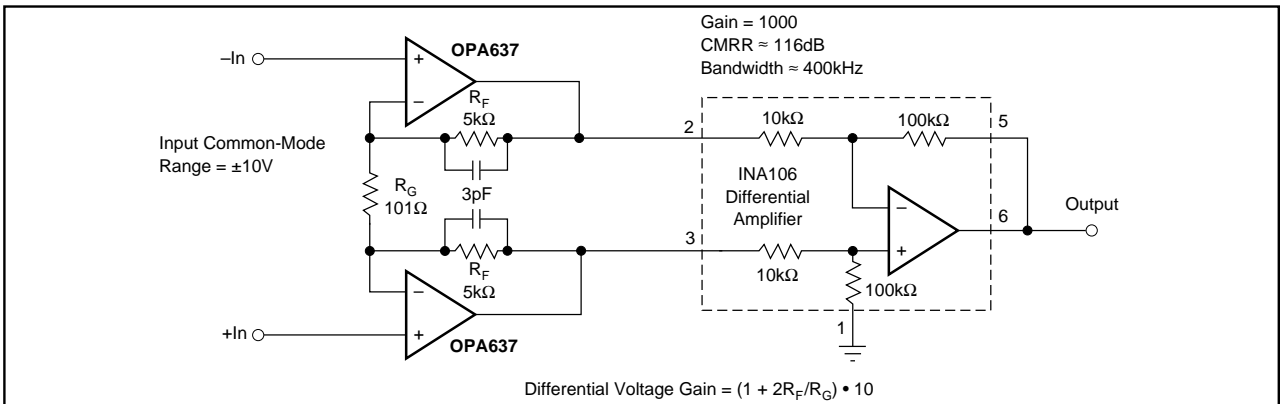 Gain = 1000
CMRR ≈ 116dB
Bandwidth ≈ 400kHz
OPA637
–In
+
–
R_F
5kΩ
3pF
Input Common-Mode
Range = ±10V
R_G
101Ω
R_F
5kΩ
–
+
+In
OPA637
2
10kΩ
100kΩ
5
INA106
Differential
Amplifier
–
+
6
Output
3
10kΩ
100kΩ
1
Differential Voltage Gain = (1 + 2R_F/R_G) • 10